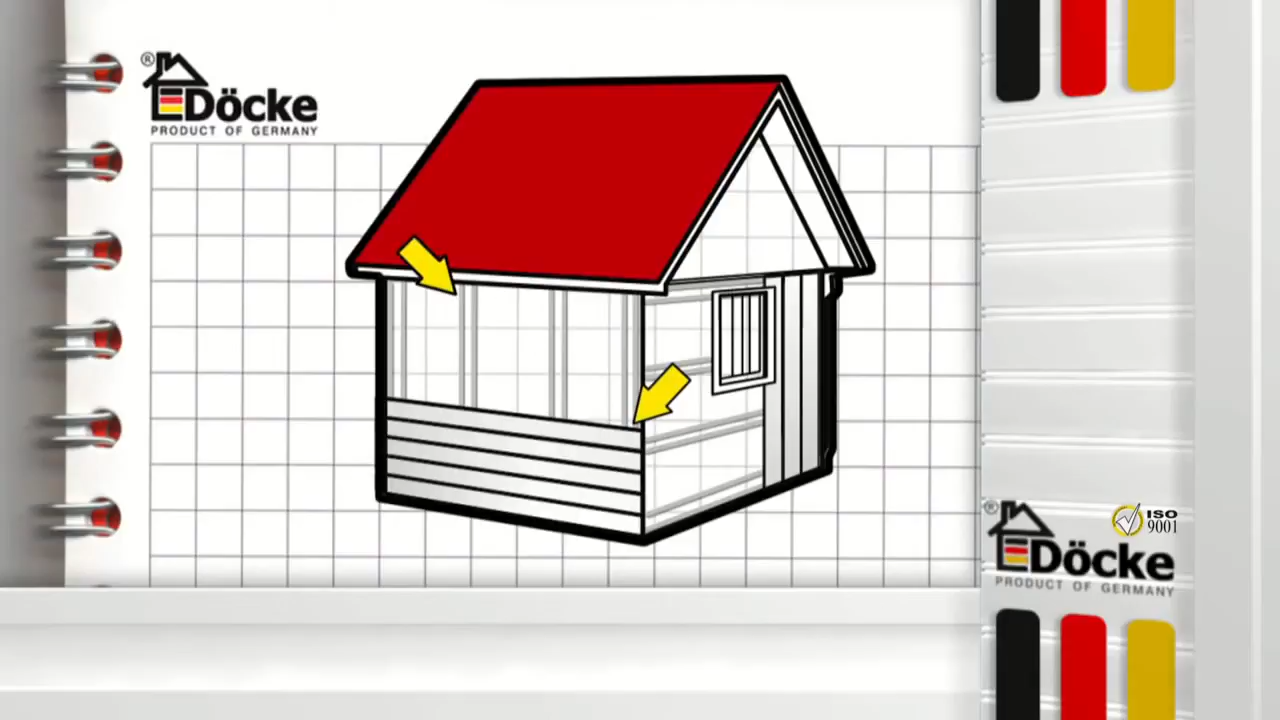 ®
Döcke
PRODUCT OF GERMANY
ISO
9001
®
Döcke
PRODUCT OF GERMANY